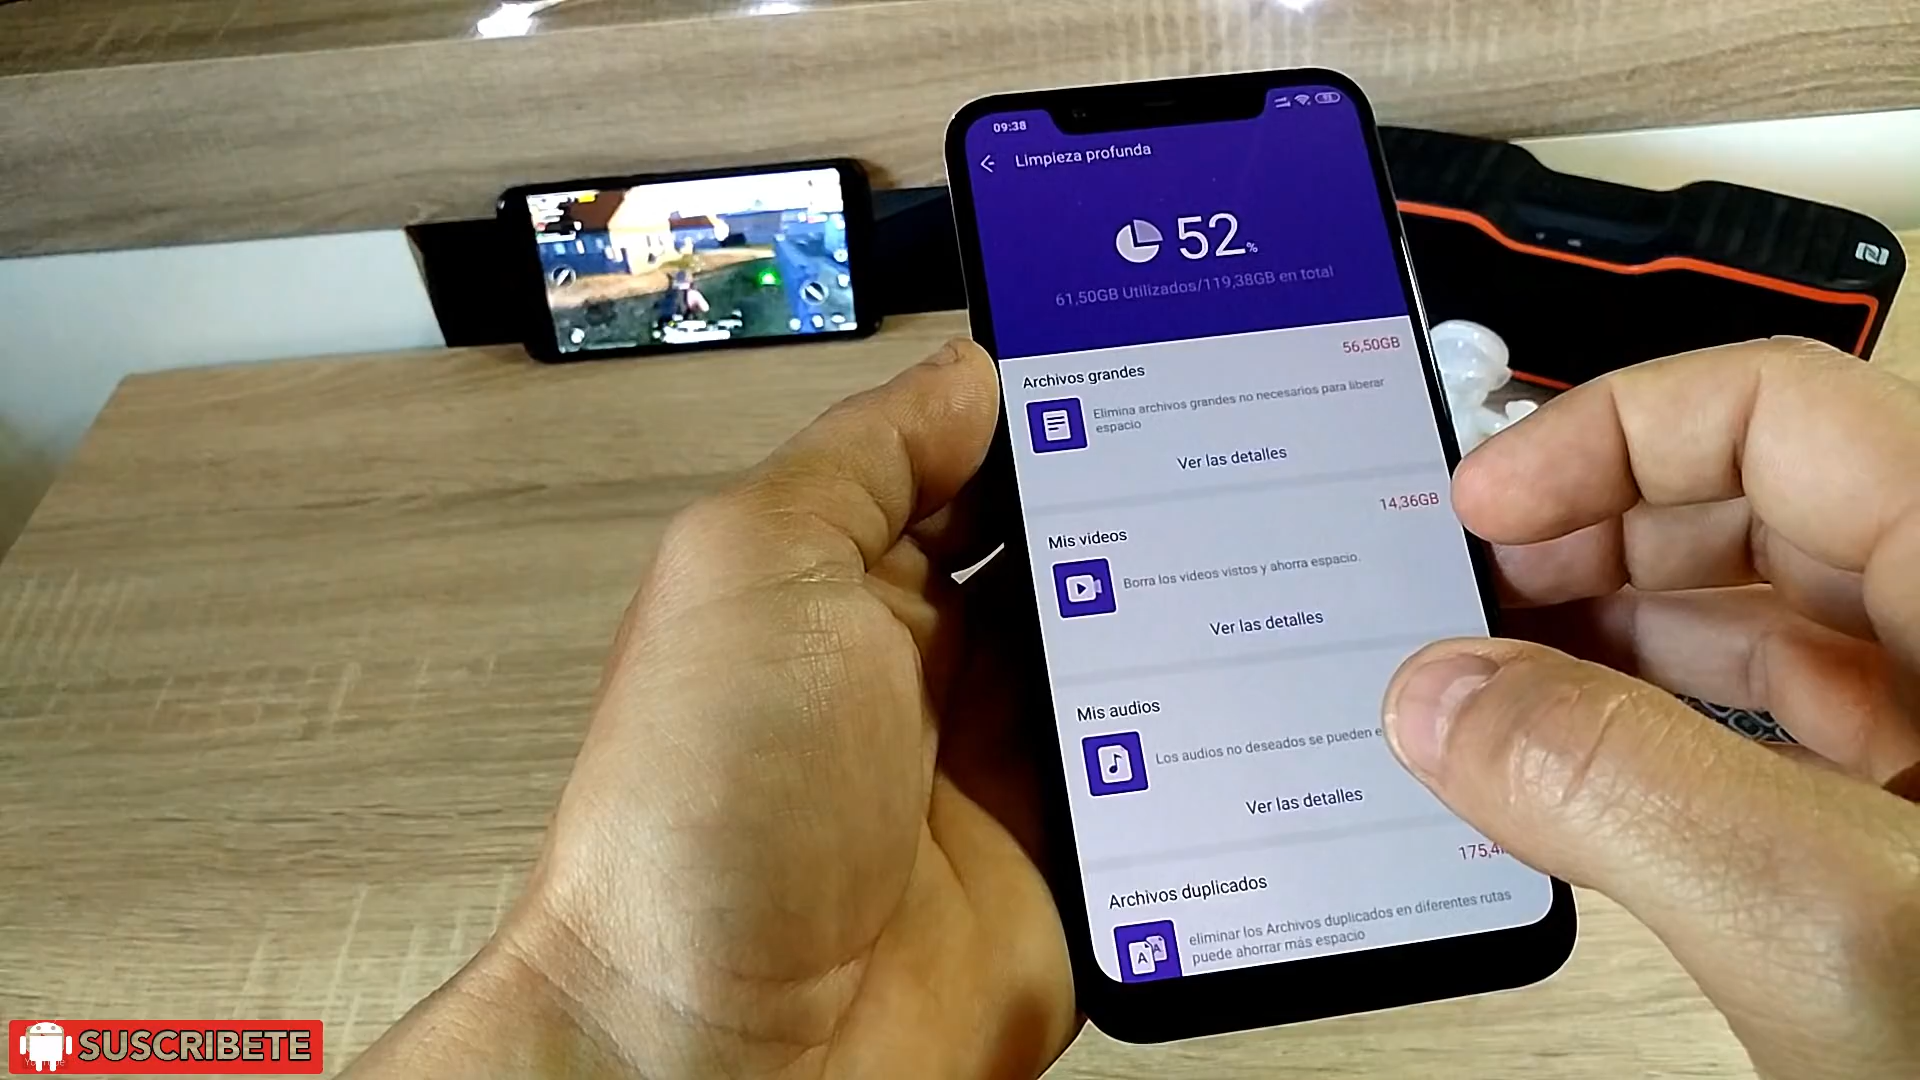 09:38
Limpieza profunda
52%
61,50GB Utilizados/119,38GB en total
56,50GB
Archivos grandes
Elimina archivos grandes no necesarios para liberar
espacio
Ver las detalles
14,36GB
Mis videos
Borra los videos vistos y ahorra espacio.
Ver las detalles
Mis audios
Los audios no deseados se pueden
Ver las detalles
175,4
Archivos duplicados
eliminar los Archivos duplicados en diferentes rutas
puede ahorrar más espacio
SUSCRIBETE